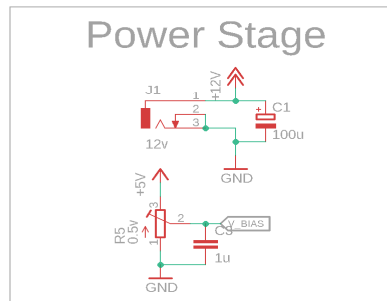 Power Stage
+12V
J1
1
2
3
12v
+
C1
100u
GND
+5V
3
2
1
R5
0.5v
V_BIAS
C3
1u
GND